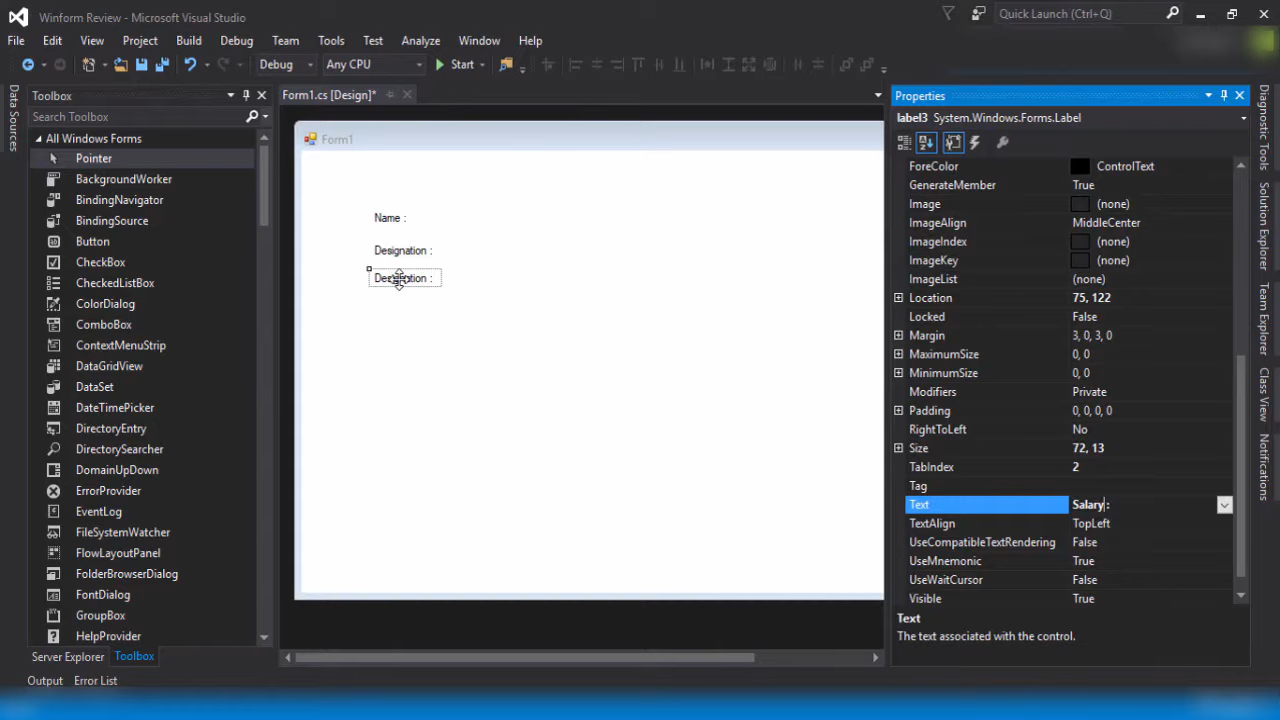 Winform Review - Microsoft Visual Studio
Quick Launch (Ctrl+Q)
File Edit View Project Build Debug Team Tools Test Analyze Window Help
Debug Any CPU Start
Data Sources
Toolbox
Search Toolbox
All Windows Forms
Pointer
BackgroundWorker
BindingNavigator
BindingSource
Button
CheckBox
CheckedListBox
ColorDialog
ComboBox
ContextMenuStrip
DataGridView
DataSet
DateTimePicker
DirectoryEntry
DirectorySearcher
DomainUpDown
ErrorProvider
EventLog
FileSystemWatcher
FlowLayoutPanel
FolderBrowserDialog
FontDialog
GroupBox
HelpProvider
Server Explorer Toolbox
Output Error List
Form1.cs [Design]*
Form1
Name :
Designation :
Designation :
Properties
label3 System.Windows.Forms.Label
ForeColor ControlText
GenerateMember True
Image (none)
ImageAlign MiddleCenter
ImageIndex (none)
ImageKey (none)
ImageList (none)
Location 75, 122
Locked False
Margin 3, 0, 3, 0
MaximumSize 0, 0
MinimumSize 0, 0
Modifiers Private
Padding 0, 0, 0, 0
RightToLeft No
Size 72, 13
TabIndex 2
Tag
Text Salary :
TextAlign TopLeft
UseCompatibleTextRendering False
UseMnemonic True
UseWaitCursor False
Visible True
Text
The text associated with the control.
Diagnostic Tools
Solution Explorer
Team Explorer
Class View
Notifications